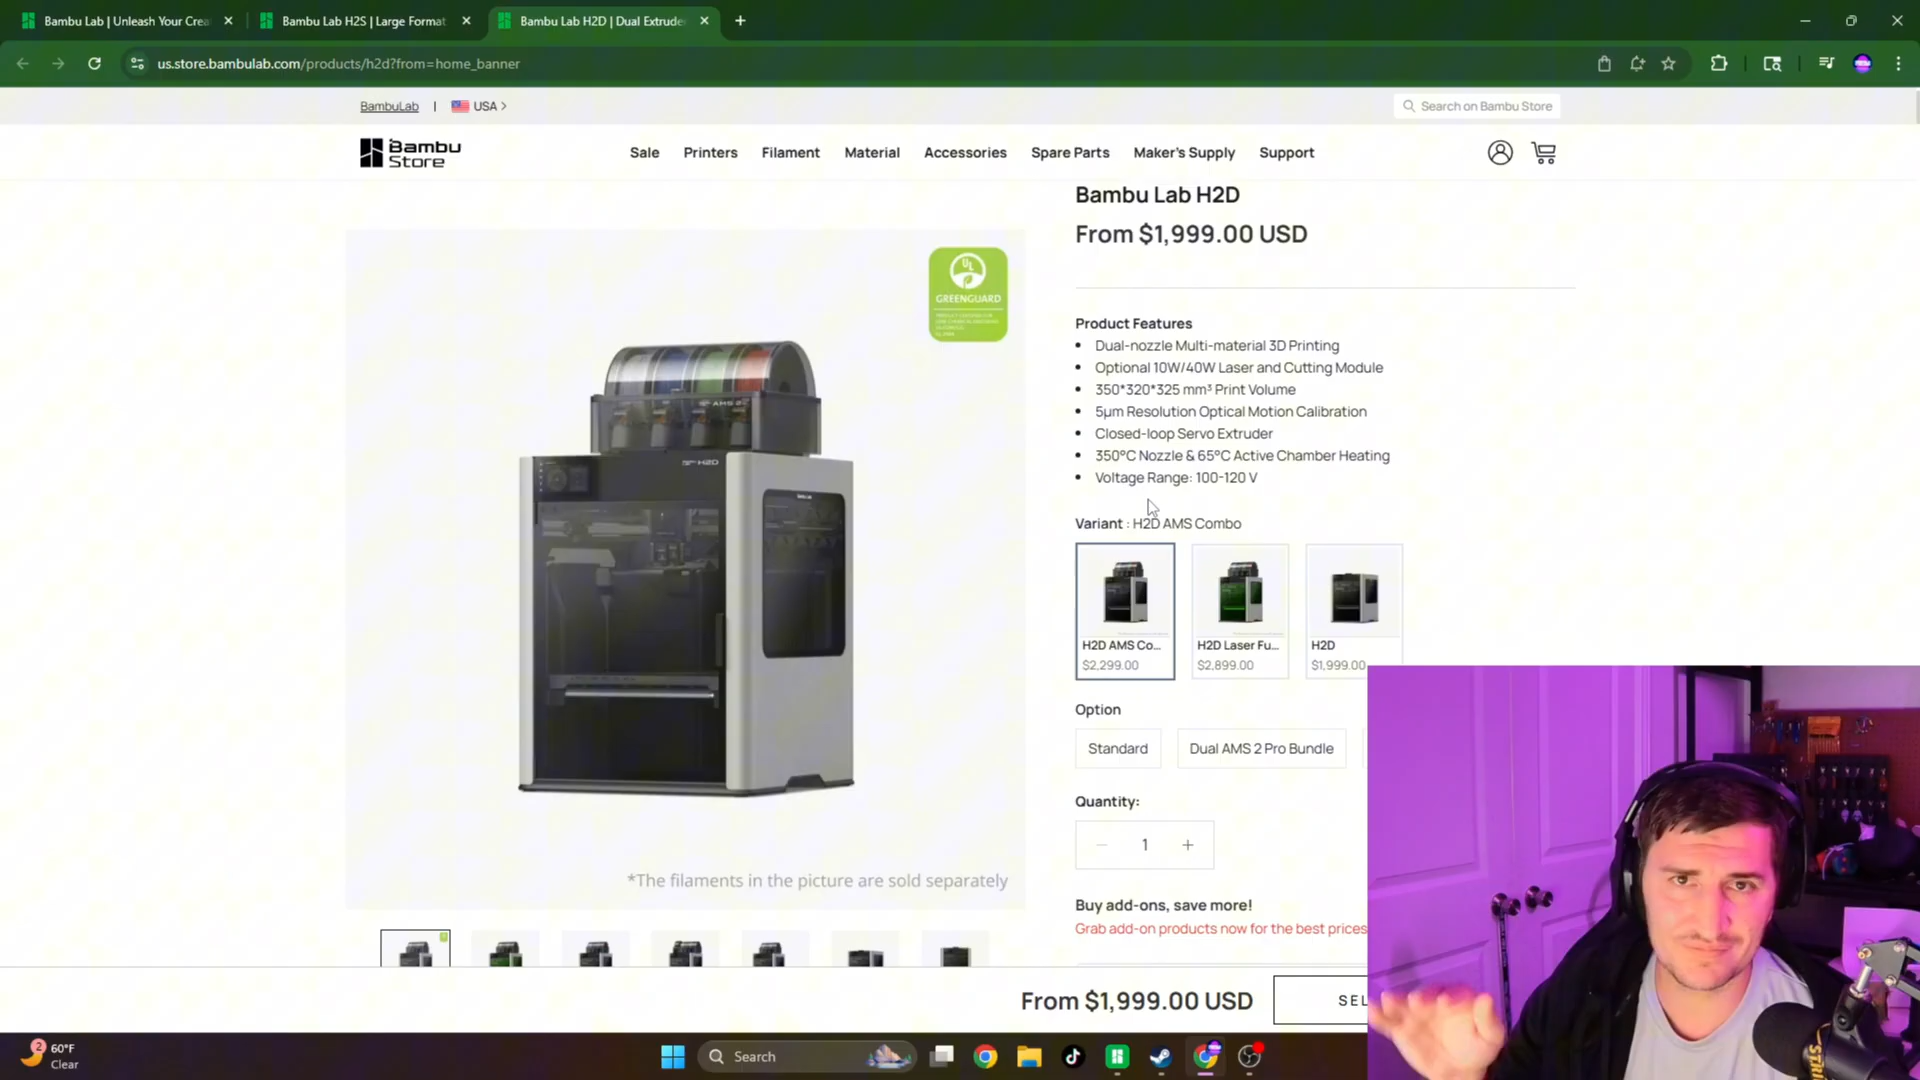 Bambu Lab | Unleash Your Crea
Bambu Lab H2S | Large Format
Bambu Lab H2D | Dual Extruder
us.store.bambulab.com/products/h2d?from=home_banner
BambuLab | USA
Search on Bambu Store
Bambu Store
Sale Printers Filament Material Accessories Spare Parts Maker's Supply Support
Bambu Lab H2D
From $1,999.00 USD
UL
GREENGUARD
Product Features
• Dual-nozzle Multi-material 3D Printing
• Optional 10W/40W Laser and Cutting Module
• 350*320*325 mm³ Print Volume
• 5μm Resolution Optical Motion Calibration
• Closed-loop Servo Extruder
• 350°C Nozzle & 65°C Active Chamber Heating
• Voltage Range: 100-120 V
AMS 2
H2D
Variant : H2D AMS Combo
H2D AMS Co...
$2,299.00
H2D Laser Fu...
$2,899.00
H2D
$1,999.00
Option
Standard
Dual AMS 2 Pro Bundle
Quantity:
1
*The filaments in the picture are sold separately
Buy add-ons, save more!
Grab add-on products now for the best prices
From $1,999.00 USD
SEL
2
60°F
Clear
Search